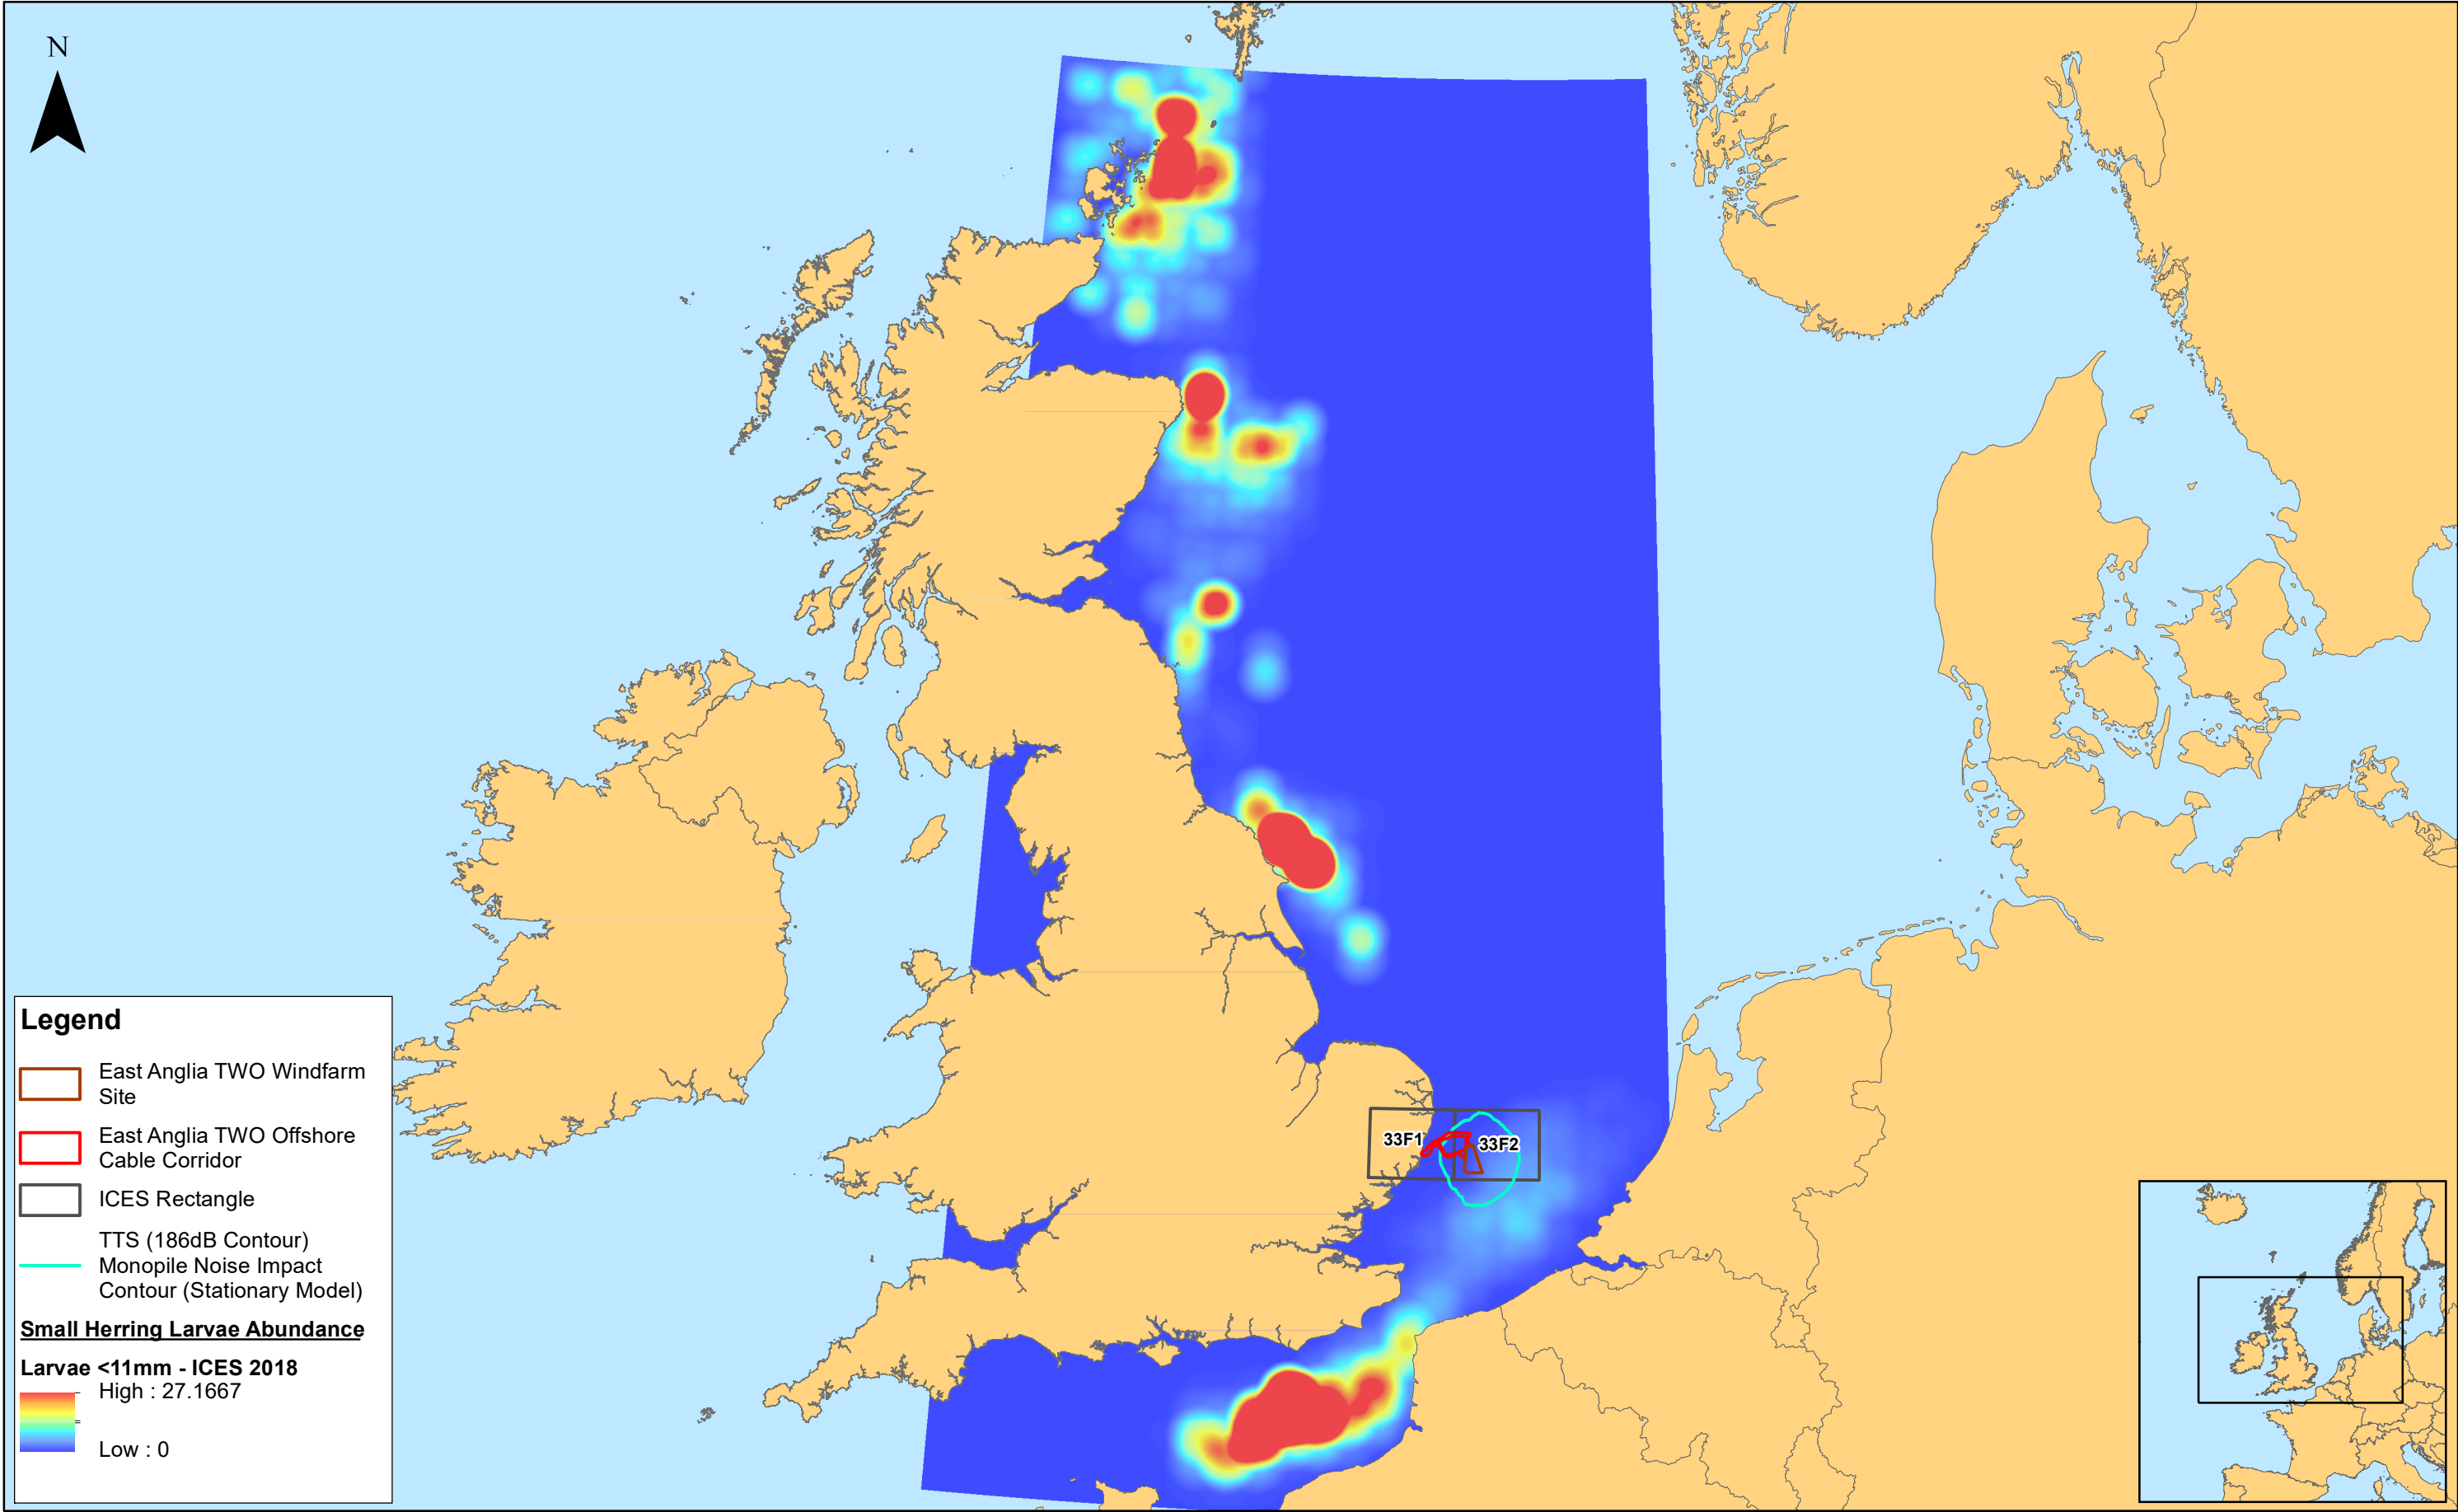 N
33F1
33F2
Legend
East Anglia TWO Windfarm
Site
East Anglia TWO Offshore
Cable Corridor
ICES Rectangle
TTS (186dB Contour)
Monopile Noise Impact
Contour (Stationary Model)
Small Herring Larvae Abundance
Larvae <11mm - ICES 2018
High : 27.1667
Low : 0